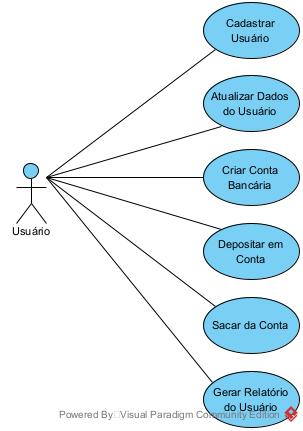 Cadastrar
Usuário
Atualizar Dados
do Usuário
Criar Conta
Bancária
Usuário
Depositar em
Conta
Sacar da Conta
Gerar Relatório
do Usuário
Powered By Visual Paradigm Community Edition